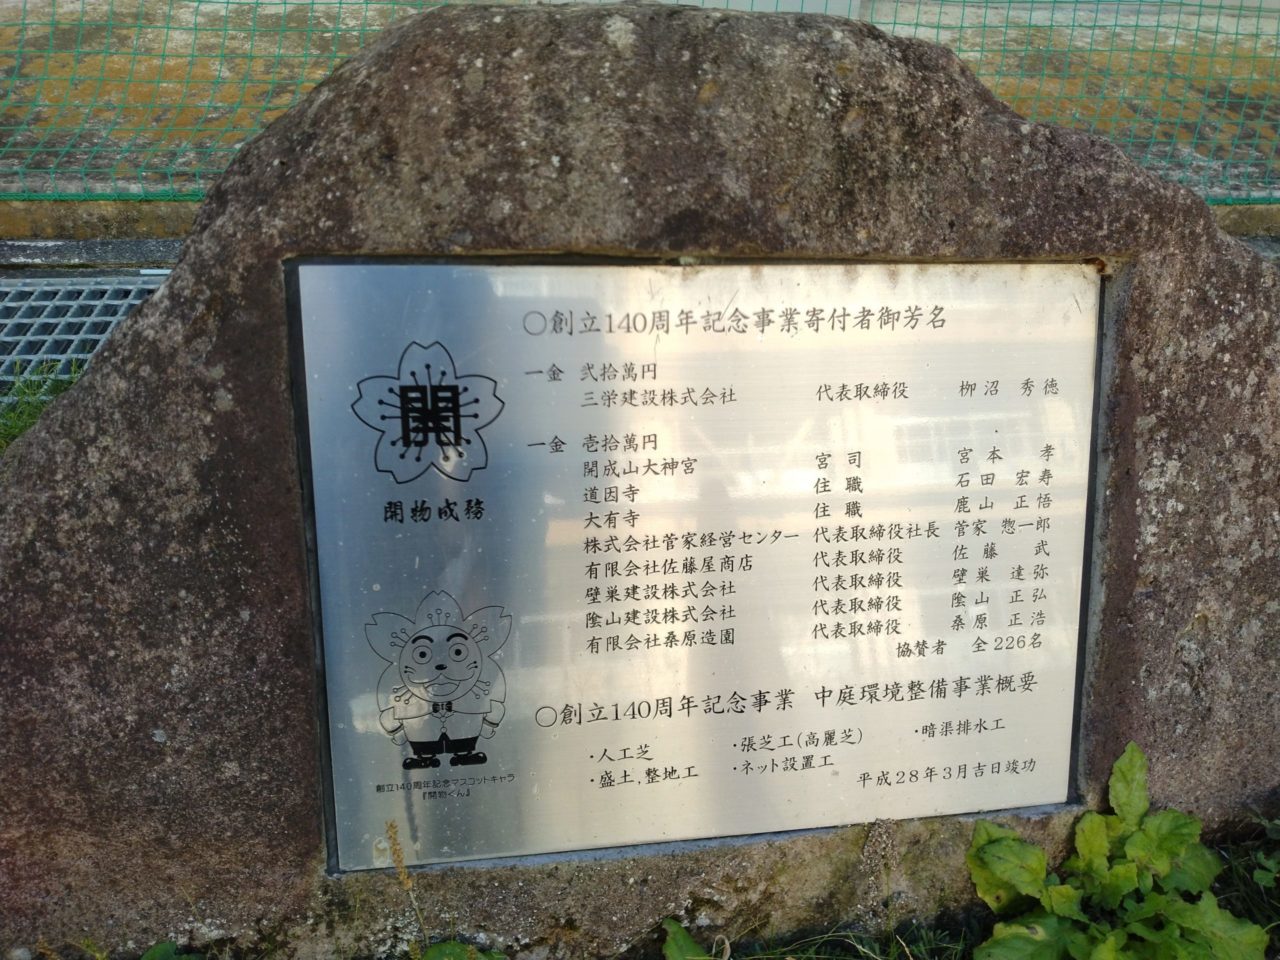 ○創立140周年記念事業寄付者御芳名
一金 弐拾萬円
三栄建設株式会社 代表取締役 栁沼 秀徳
一金 壱拾萬円
開成山大神宮 宮司 宮本 孝
道因寺 住職 石田 宏寿
大有寺 住職 鹿山 正悟
株式会社菅家経営センター 代表取締役社長 菅家 惣一郎
有限会社佐藤屋商店 代表取締役 佐藤 武
壁巣建設株式会社 代表取締役 壁巣 達弥
陰山建設株式会社 代表取締役 陰山 正弘
有限会社桑原造園 代表取締役 桑原 正浩
協賛者 全226名
○創立140周年記念事業 中庭環境整備事業概要
・人工芝 ・張芝工(高麗芝) ・暗渠排水工
・盛土,整地工 ・ネット設置工
平成28年3月吉日竣功
開
開物成務
創立140周年記念マスコットキャラ
『開物くん』